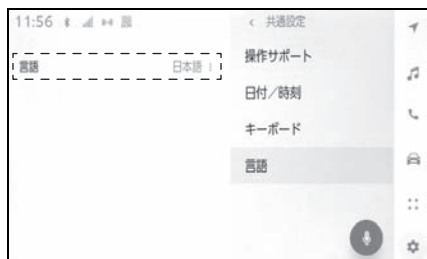 11:56
言語 日本語
共通設定
操作サポート
日付／時刻
キーボード
言語